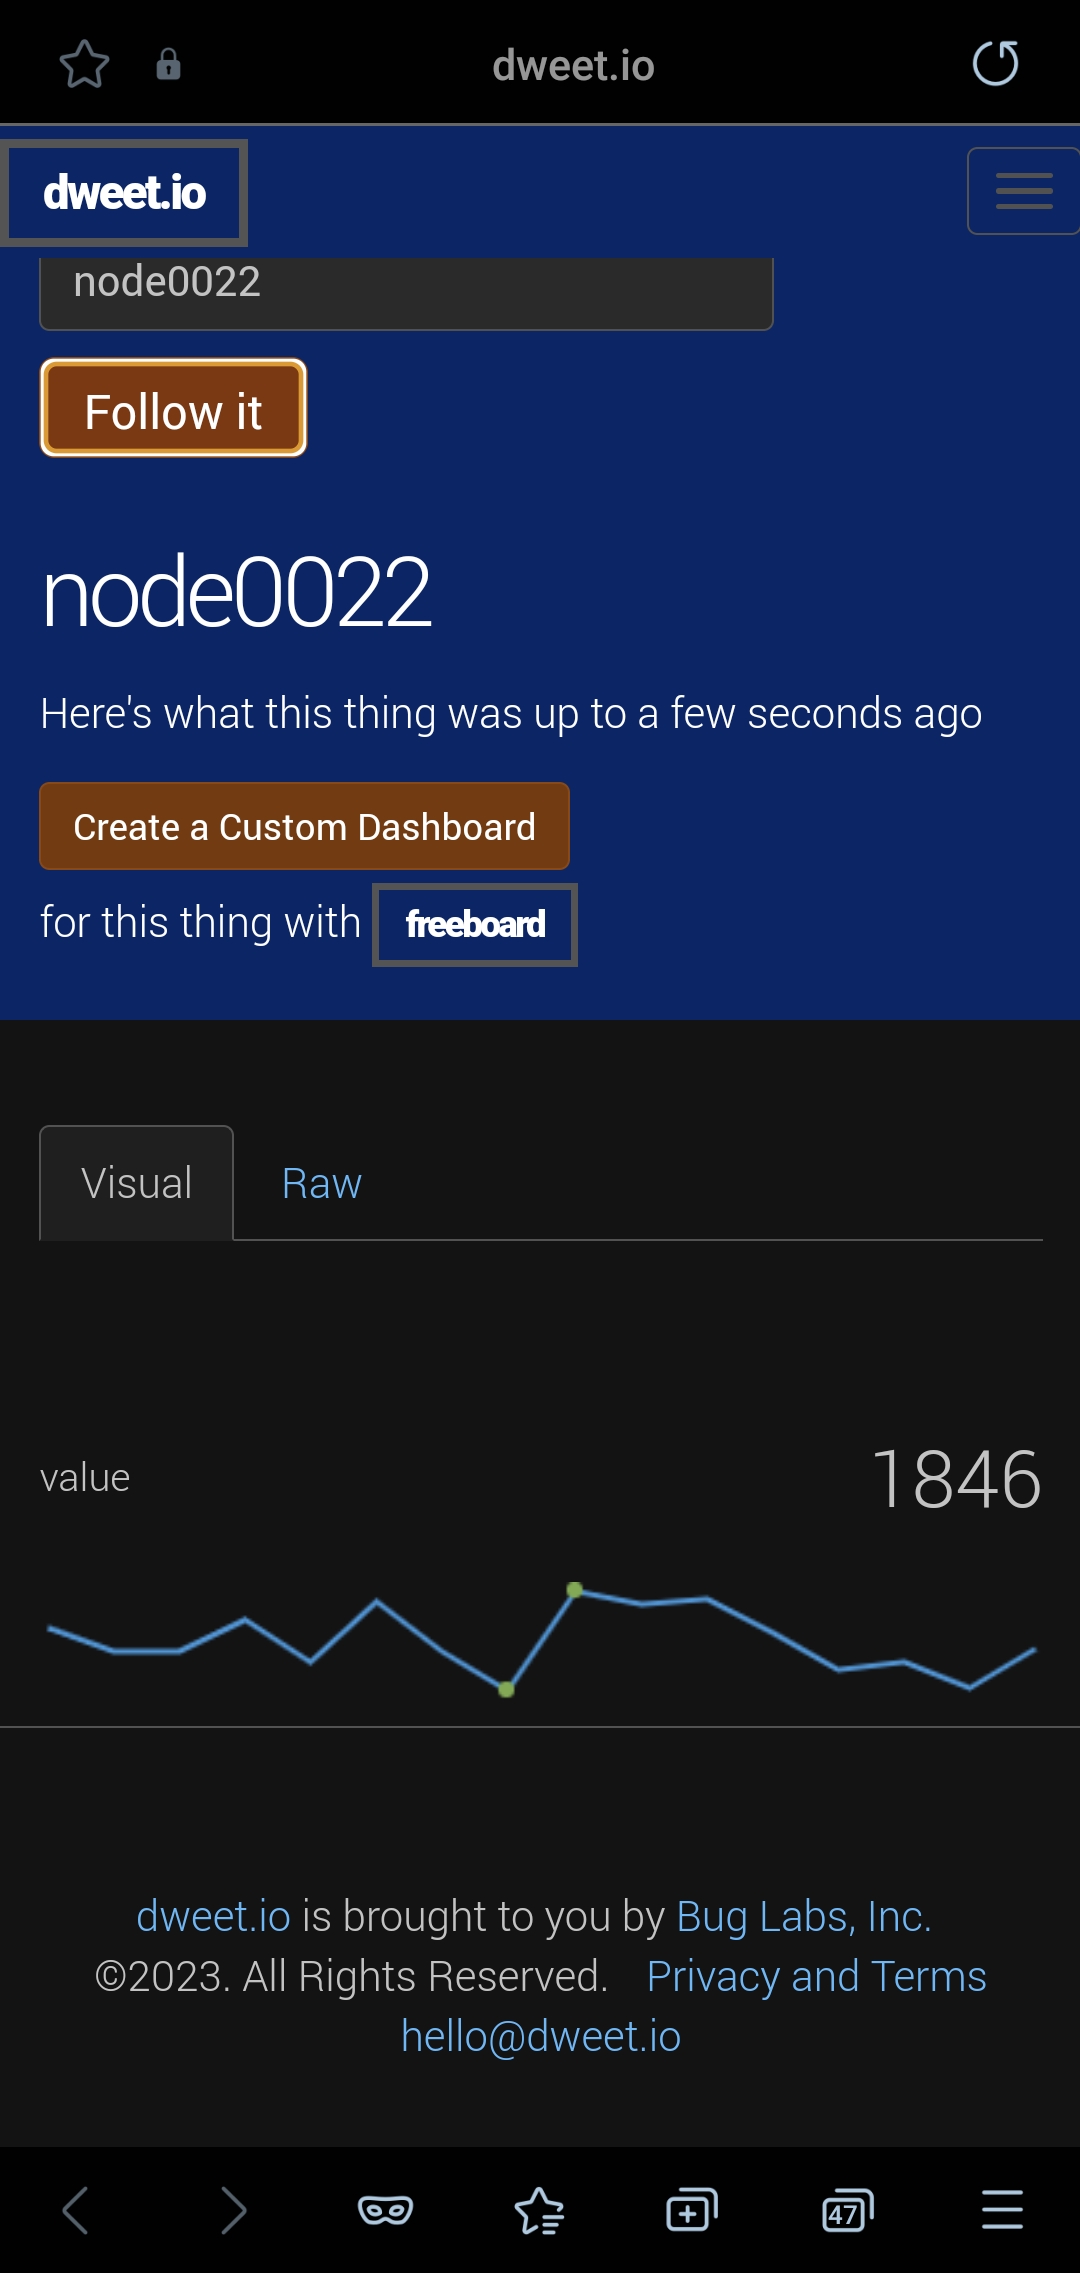 dweet.io
dweet.io
node0022
Follow it
node0022
Here's what this thing was up to a few seconds ago
Create a Custom Dashboard
for this thing with freeboard
Visual Raw
value 1846
dweet.io is brought to you by Bug Labs, Inc.
©2023. All Rights Reserved. Privacy and Terms
hello@dweet.io
47